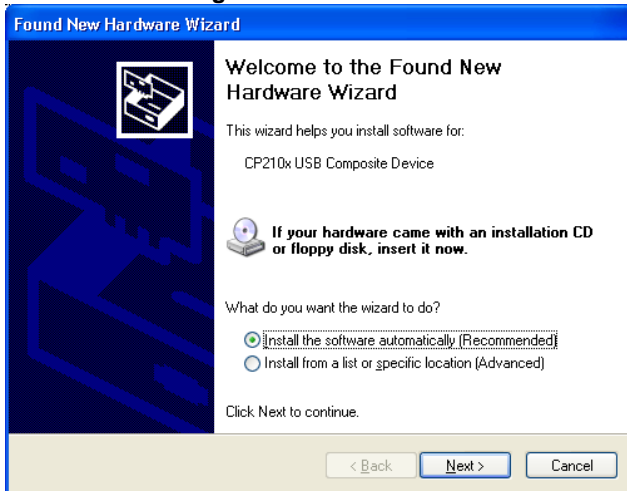 Found New Hardware Wizard
Welcome to the Found New
Hardware Wizard
This wizard helps you install software for:
CP210x USB Composite Device
If your hardware came with an installation CD
or floppy disk, insert it now.
What do you want the wizard to do?
Install the software automatically (Recommended)
Install from a list or specific location (Advanced)
Click Next to continue.
< Back Next > Cancel